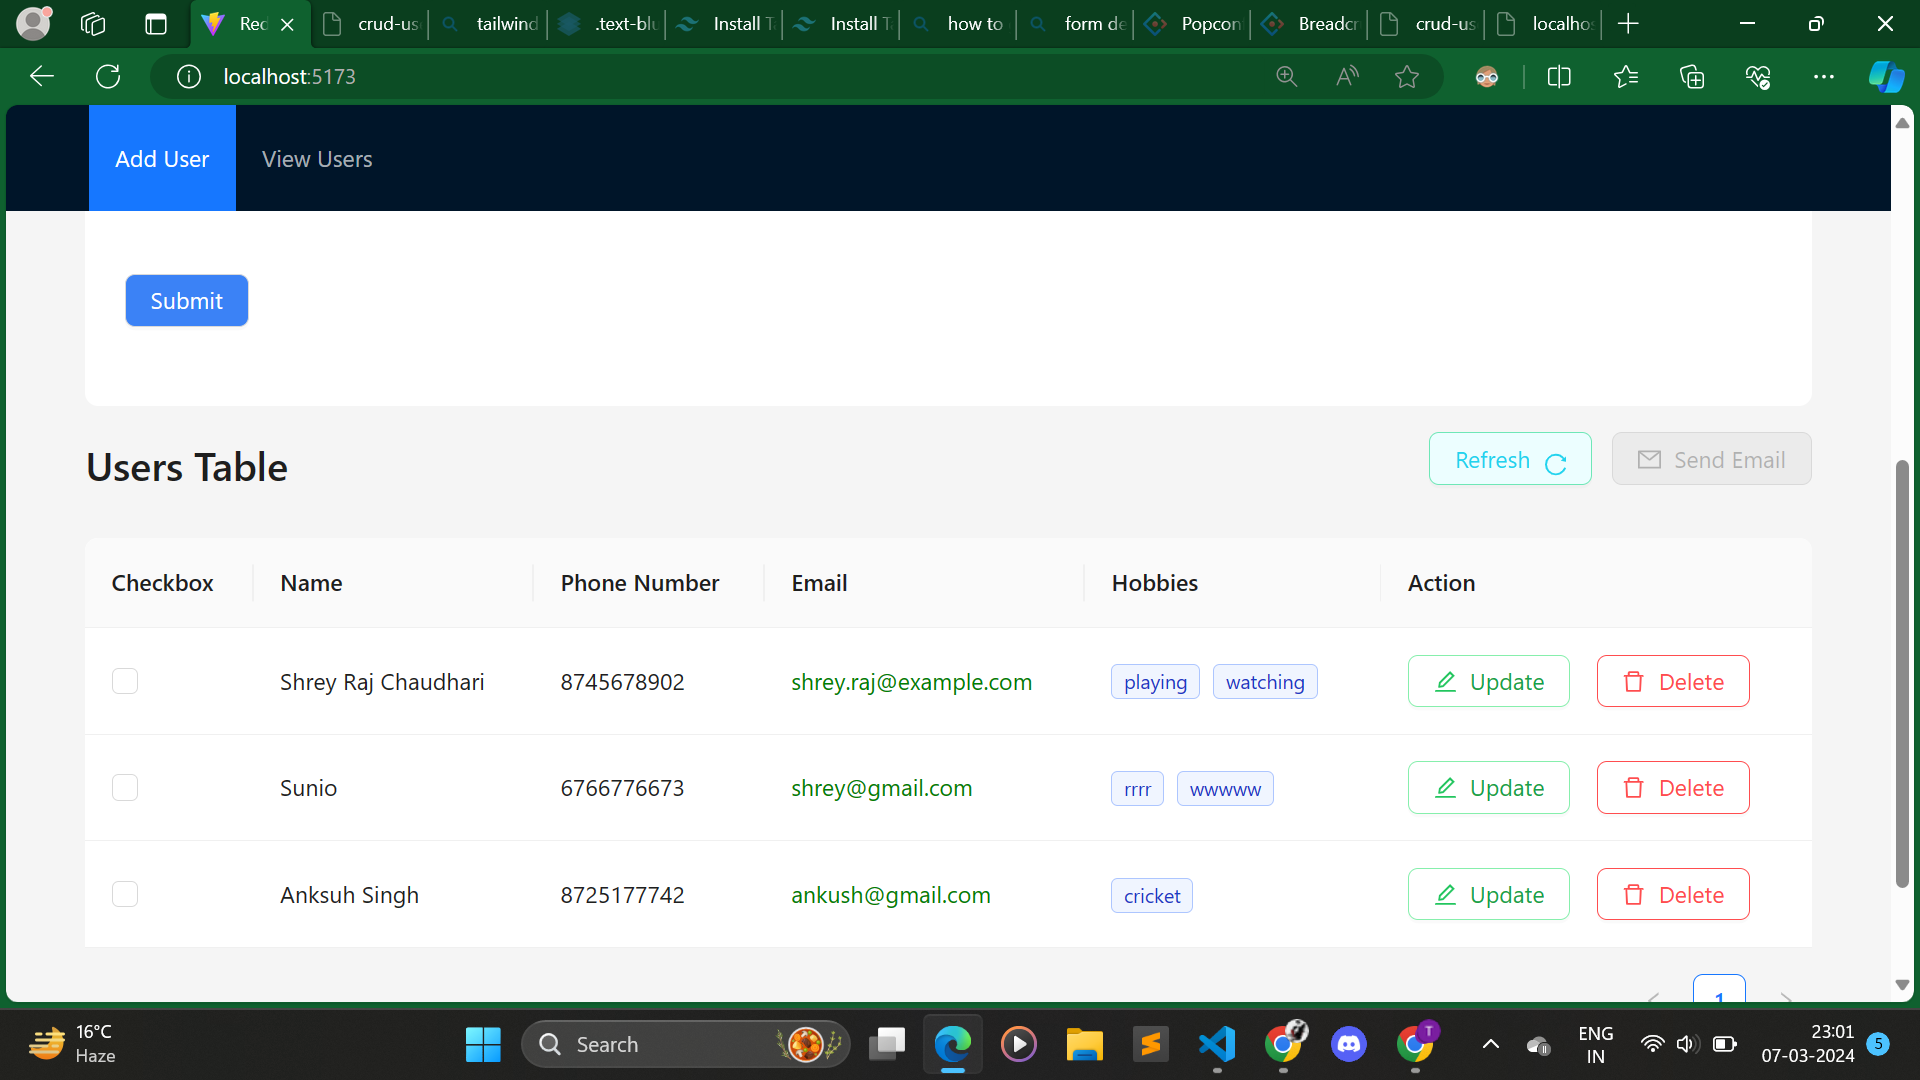 Red
crud-us
tailwind
.text-blu
Install T
Install T
how to
form de
Popcon
Breadcr
crud-us
localhos
localhost:5173
Add User
View Users
Submit
Users Table
Refresh
Send Email
Checkbox Name Phone Number Email Hobbies Action
Shrey Raj Chaudhari 8745678902 shrey.raj@example.com playing watching Update Delete
Sunio 6766776673 shrey@gmail.com rrrr wwwww Update Delete
Anksuh Singh 8725177742 ankush@gmail.com cricket Update Delete
1
16°C
Haze
Search
T
ENG
IN
23:01
07-03-2024
5